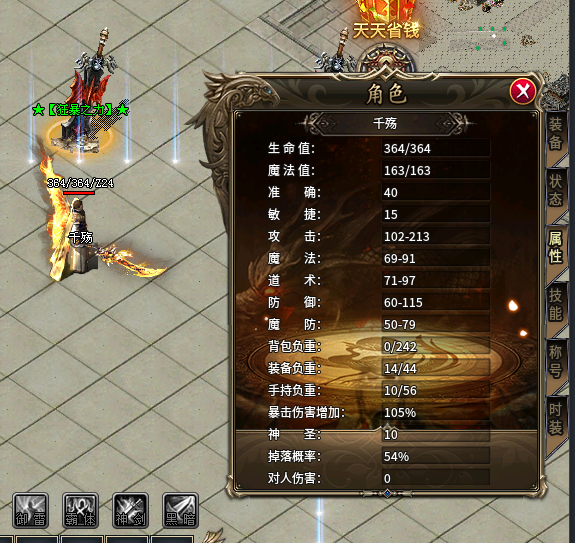 天天省钱
★【狂暴之力】★
364/364/Z24
千殇
角色
千殇
生命值： 364/364
魔法值： 163/163
准确： 40
敏捷： 15
攻击： 102-213
魔法： 69-91
道术： 71-97
防御： 60-115
魔防： 50-79
背包负重： 0/242
装备负重： 14/44
手持负重： 10/56
暴击伤害增加： 105%
神圣： 10
掉落概率： 54%
对人伤害： 0
装备
状态
属性
技能
称号
时装
御雷
霸体
神剑
黑暗